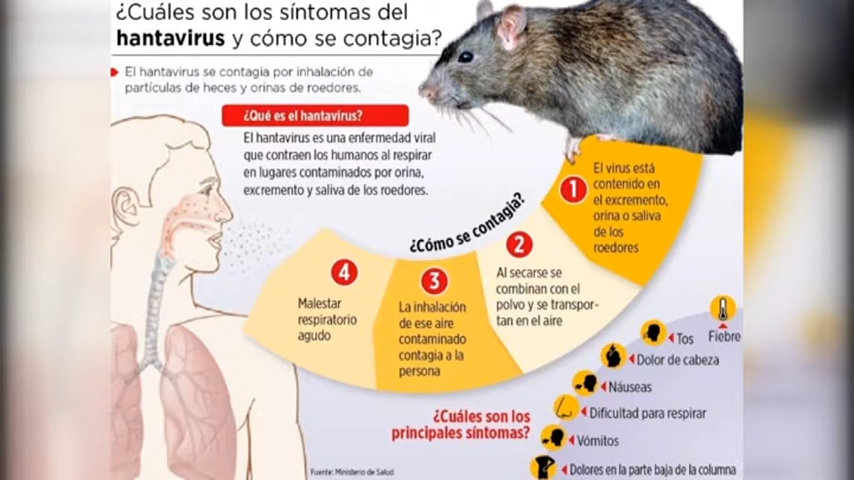 ¿Cuáles son los síntomas del
hantavirus y cómo se contagia?
El hantavirus se contagia por inhalación de
partículas de heces y orinas de roedores.
¿Qué es el hantavirus?
El hantavirus es una enfermedad viral
que contraen los humanos al respirar
en lugares contaminados por orina,
excremento y saliva de los roedores.
¿Cómo se contagia?
1
El virus está
contenido en
el excremento,
orina o saliva
de los
roedores
2
Al secarse se
combinan con el
polvo y se transpor-
tan en el aire
3
La inhalación
de ese aire
contaminado
contagia a la
persona
4
Malestar
respiratorio
agudo
¿Cuáles son los
principales síntomas?
Fiebre
Tos
Dolor de cabeza
Náuseas
Dificultad para respirar
Vómitos
Dolores en la parte baja de la columna
Fuente: Ministerio de Salud